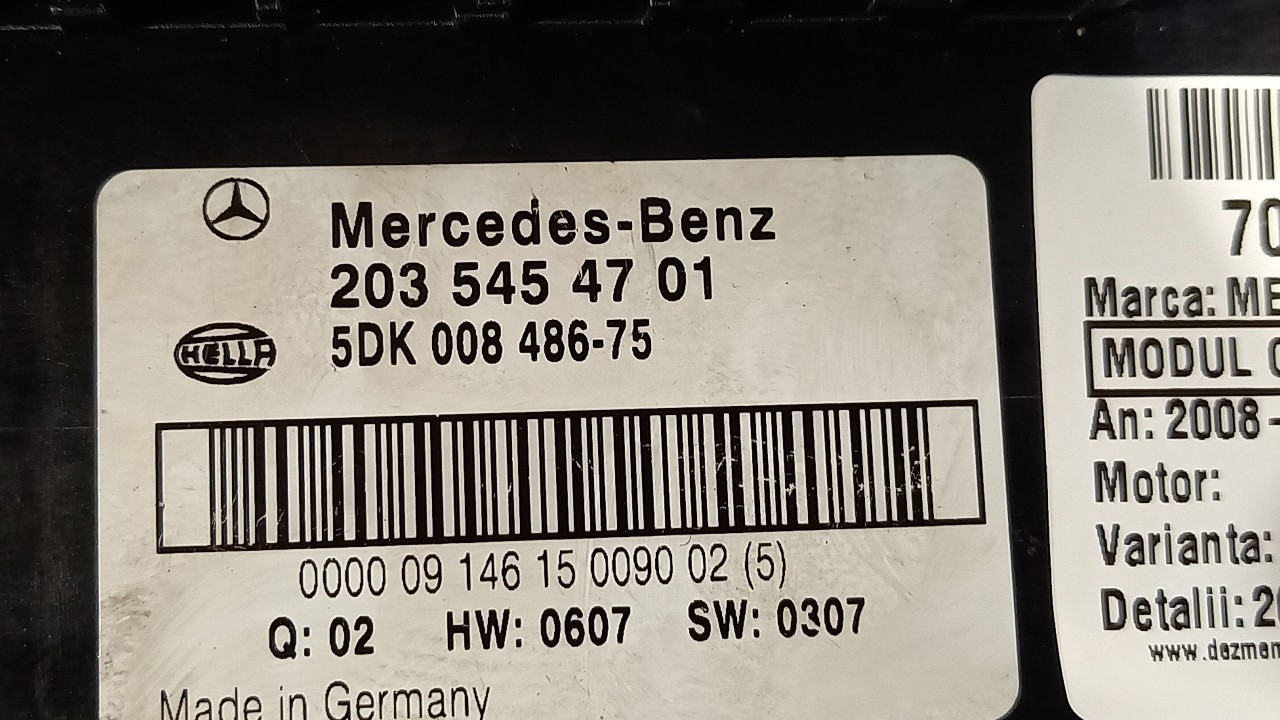 Mercedes-Benz
203 545 47 01
HELLA
5DK 008 486-75
0000 09 146 15 0090 02 (5)
Q: 02 HW: 0607 SW: 0307
Made in Germany
70
Marca: ME
MODUL
An: 2008 -
Motor:
Varianta:
Detalii: 2
www.dezmem